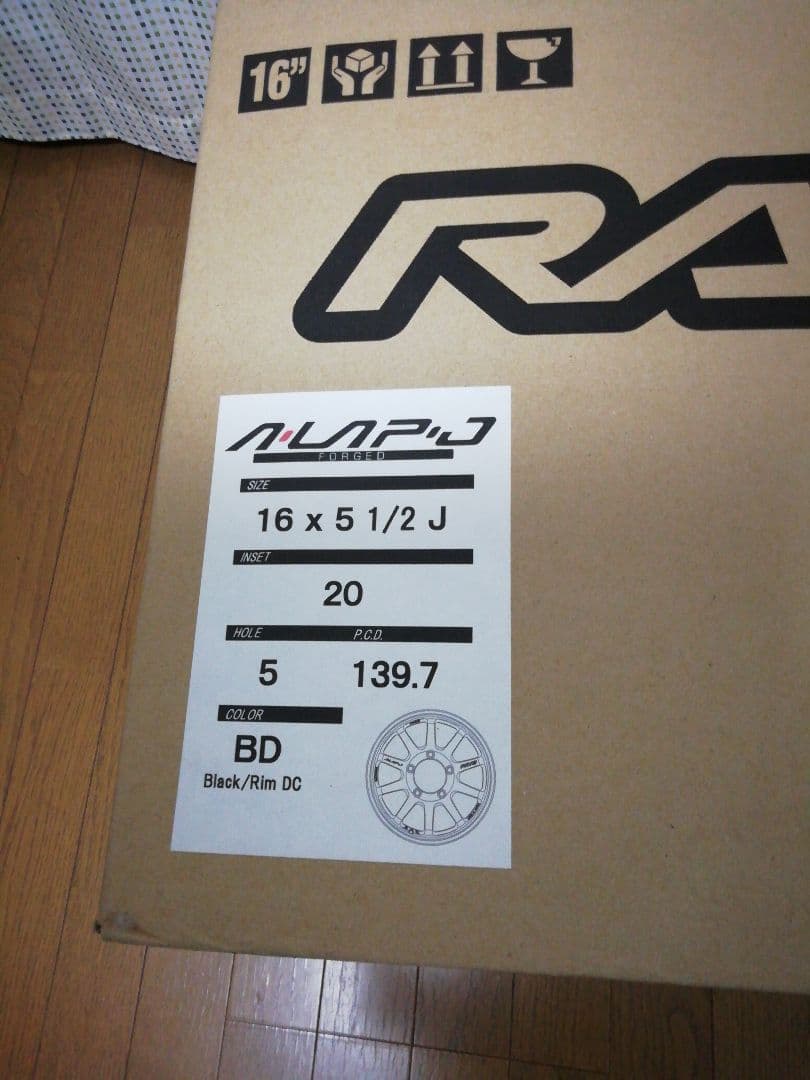 16”
RA
A·LAP·J
FORGED
SIZE
16 x 5 1/2 J
INSET
20
HOLE P.C.D.
5 139.7
COLOR
BD
Black/Rim DC